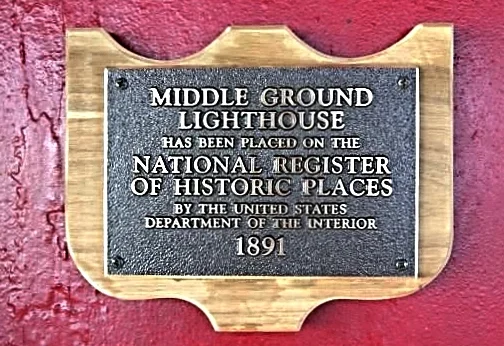 MIDDLE GROUND
LIGHTHOUSE
HAS BEEN PLACED ON THE
NATIONAL REGISTER
OF HISTORIC PLACES
BY THE UNITED STATES
DEPARTMENT OF THE INTERIOR
1891